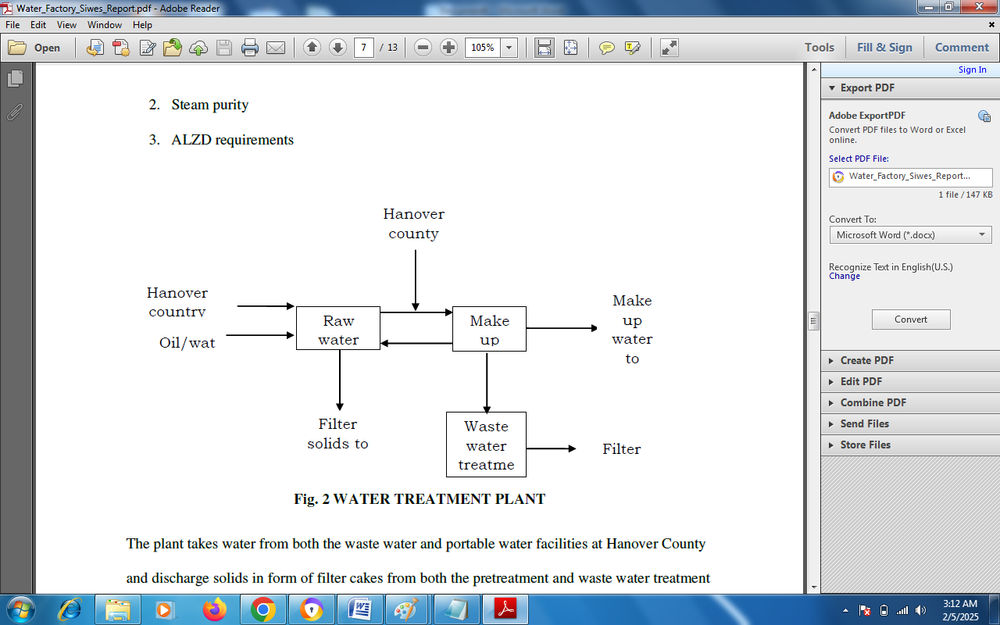 Water_Factory_Siwes_Report.pdf - Adobe Reader
File Edit View Window Help
Open 7 / 13 105% Tools Fill & Sign Comment
Sign In
Export PDF
Adobe ExportPDF
Convert PDF files to Word or Excel
online.
Select PDF File:
Water_Factory_Siwes_Report...
1 file / 147 KB
Convert To:
Microsoft Word (*.docx)
Recognize Text in English(U.S.)
Change
Convert
Create PDF
Edit PDF
Combine PDF
Send Files
Store Files
2. Steam purity
3. ALZD requirements
Hanover
county
Hanover
countrv
Oil/wat
Raw
water
Make
up
Make
up
water
to
Filter
solids to
Waste
water
treatme
Filter
Fig. 2 WATER TREATMENT PLANT
The plant takes water from both the waste water and portable water facilities at Hanover County
and discharge solids in form of filter cakes from both the pretreatment and waste water treatment
3:12 AM
2/5/2025